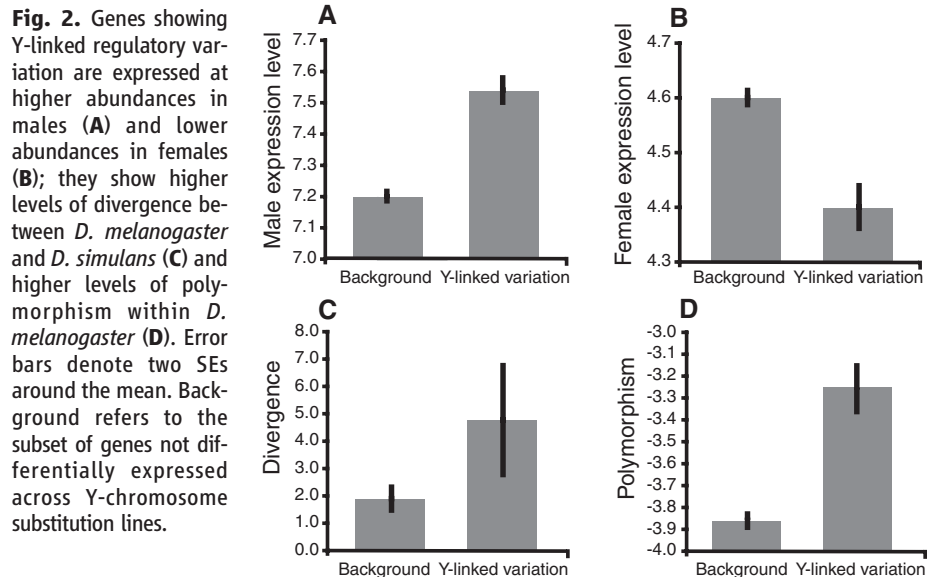 Fig. 2. Genes showing
Y-linked regulatory var-
iation are expressed at
higher abundances in
males (A) and lower
abundances in females
(B); they show higher
levels of divergence be-
tween D. melanogaster
and D. simulans (C) and
higher levels of poly-
morphism within D.
melanogaster (D). Error
bars denote two SEs
around the mean. Back-
ground refers to the
subset of genes not dif-
ferentially expressed
across Y-chromosome
substitution lines.
A
Male expression level
7.7
7.6
7.5
7.4
7.3
7.2
7.1
7.0
Background Y-linked variation
B
Female expression level
4.7
4.6
4.5
4.4
4.3
Background Y-linked variation
C
Divergence
8.0
7.0
6.0
5.0
4.0
3.0
2.0
1.0
0.0
Background Y-linked variation
D
Polymorphism
-3.0
-3.1
-3.2
-3.3
-3.4
-3.5
-3.6
-3.7
-3.8
-3.9
-4.0
Background Y-linked variation